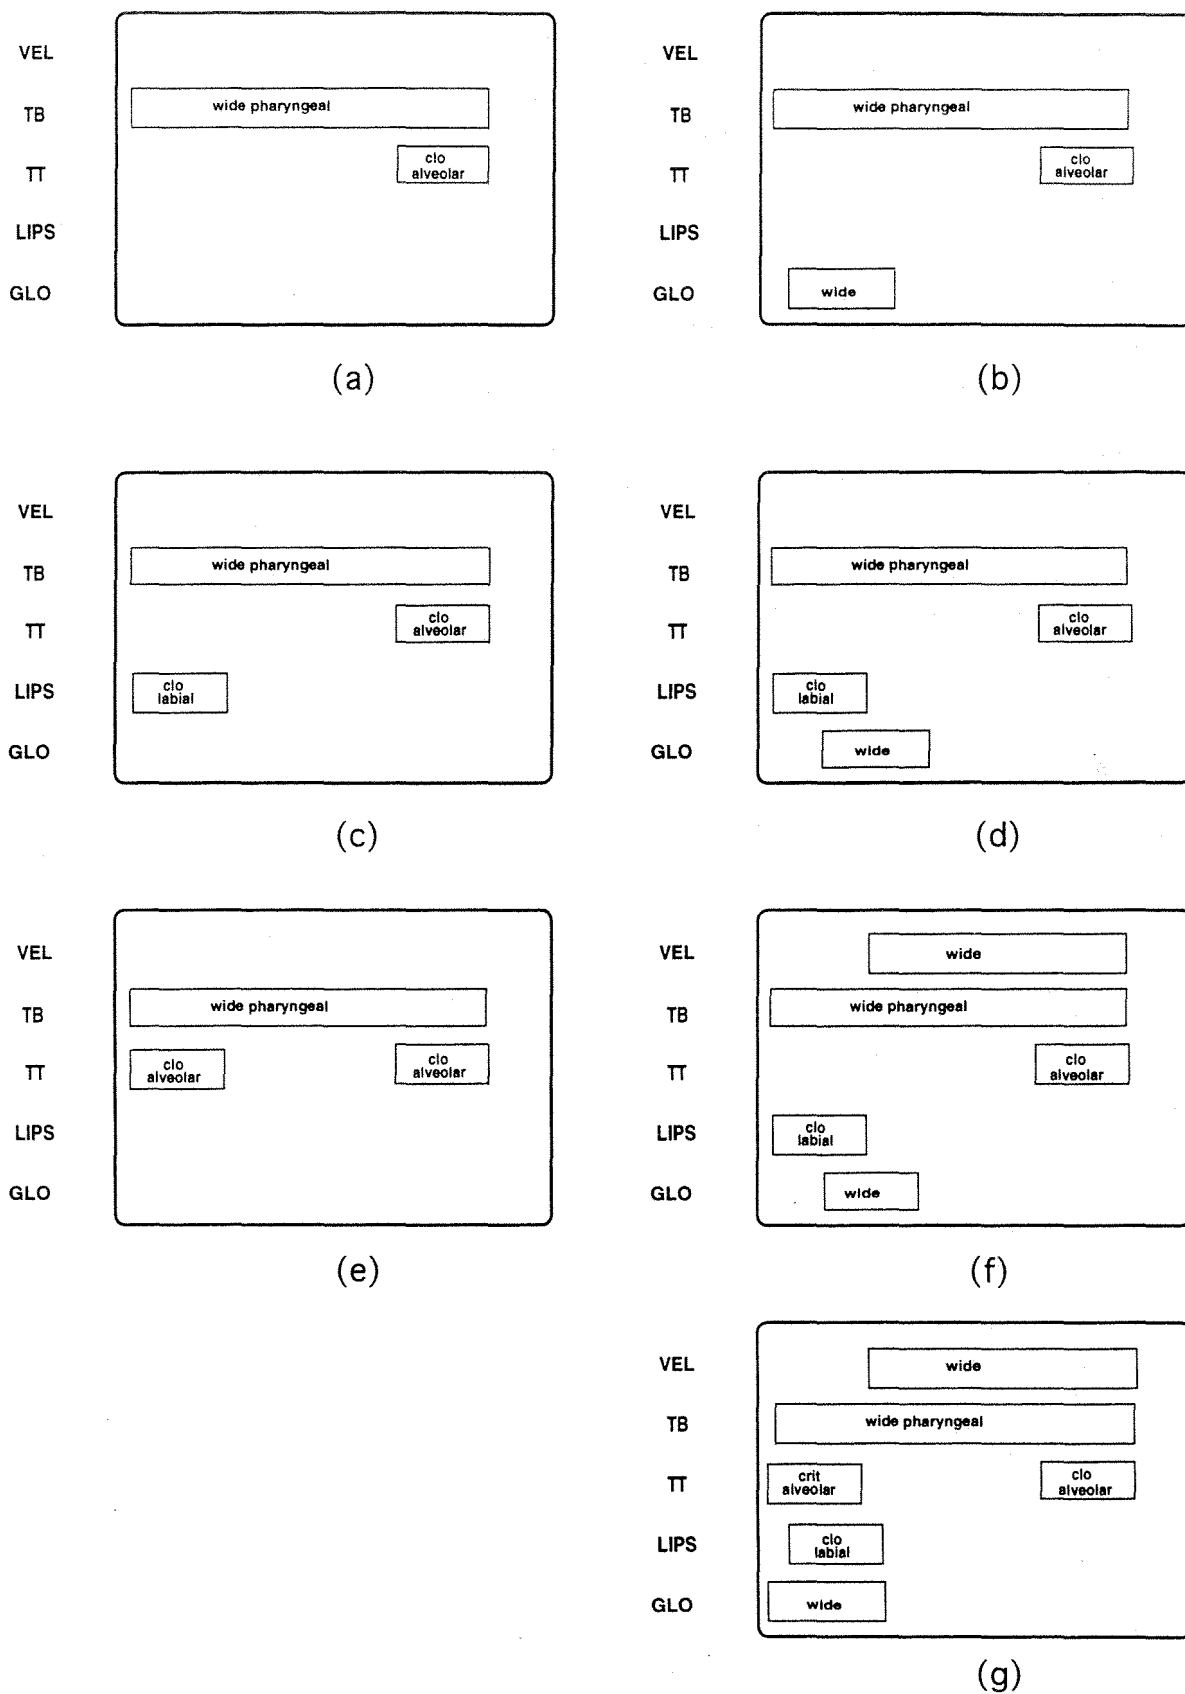 VEL
TB
wide pharyngeal
TT
clo
alveolar
LIPS
GLO
(a)
VEL
TB
wide pharyngeal
TT
clo
alveolar
LIPS
GLO
wide
(b)
VEL
TB
wide pharyngeal
TT
clo
alveolar
LIPS
clo
labial
GLO
(c)
VEL
TB
wide pharyngeal
TT
clo
alveolar
LIPS
clo
labial
GLO
wide
(d)
VEL
TB
wide pharyngeal
TT
clo
alveolar
clo
alveolar
LIPS
GLO
(e)
VEL
wide
TB
wide pharyngeal
TT
clo
alveolar
LIPS
clo
labial
GLO
wide
(f)
VEL
wide
TB
wide pharyngeal
TT
crit
alveolar
clo
alveolar
LIPS
clo
labial
GLO
wide
(g)